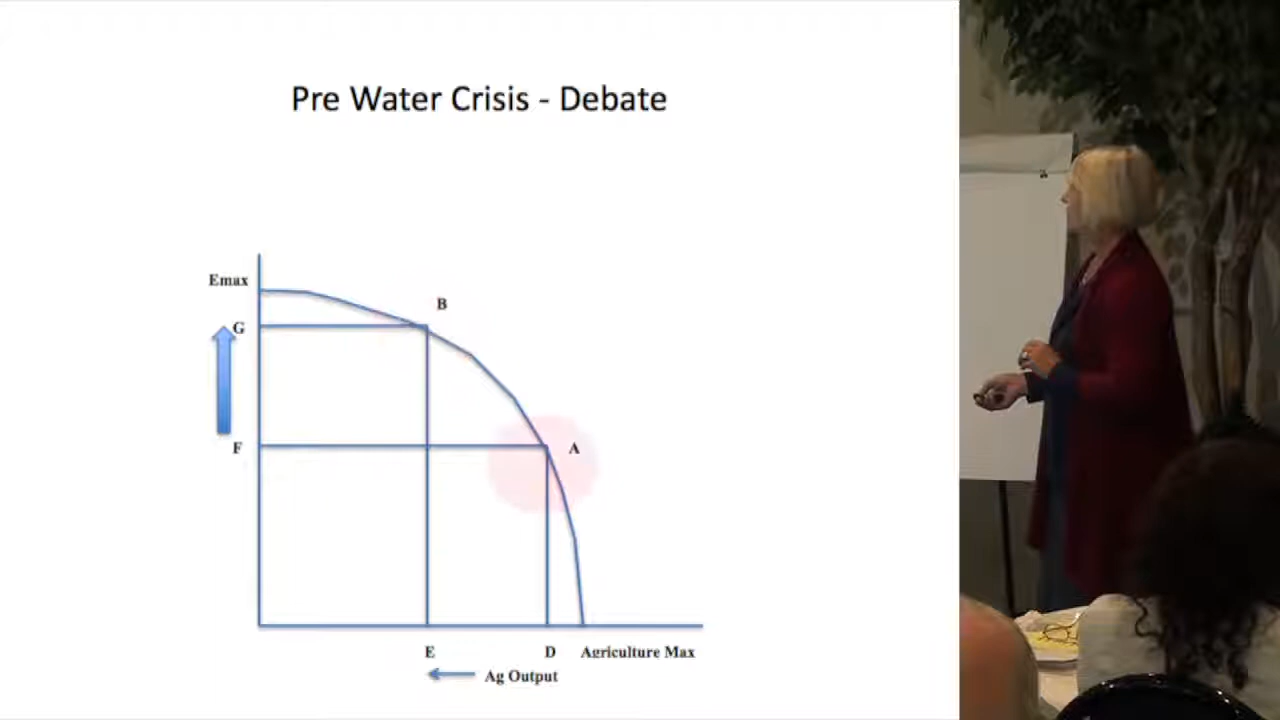 Pre Water Crisis - Debate
Emax
B
G
F
A
E
D
Agriculture Max
Ag Output